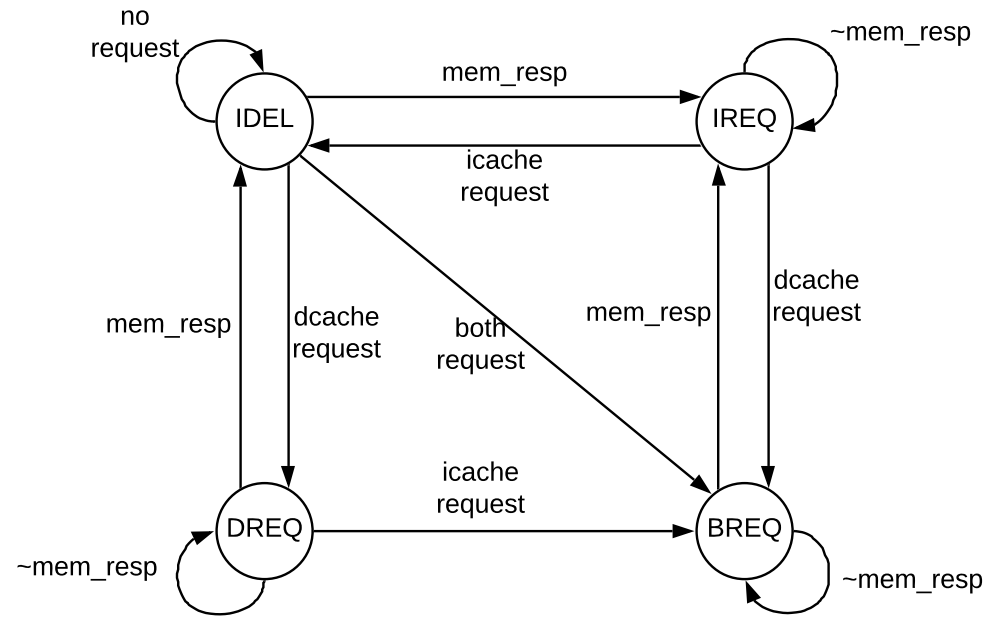 no
request
~mem_resp
mem_resp
IDEL
IREQ
icache
request
dcache
request
mem_resp
mem_resp
dcache
request
both
request
icache
request
DREQ
BREQ
~mem_resp
~mem_resp